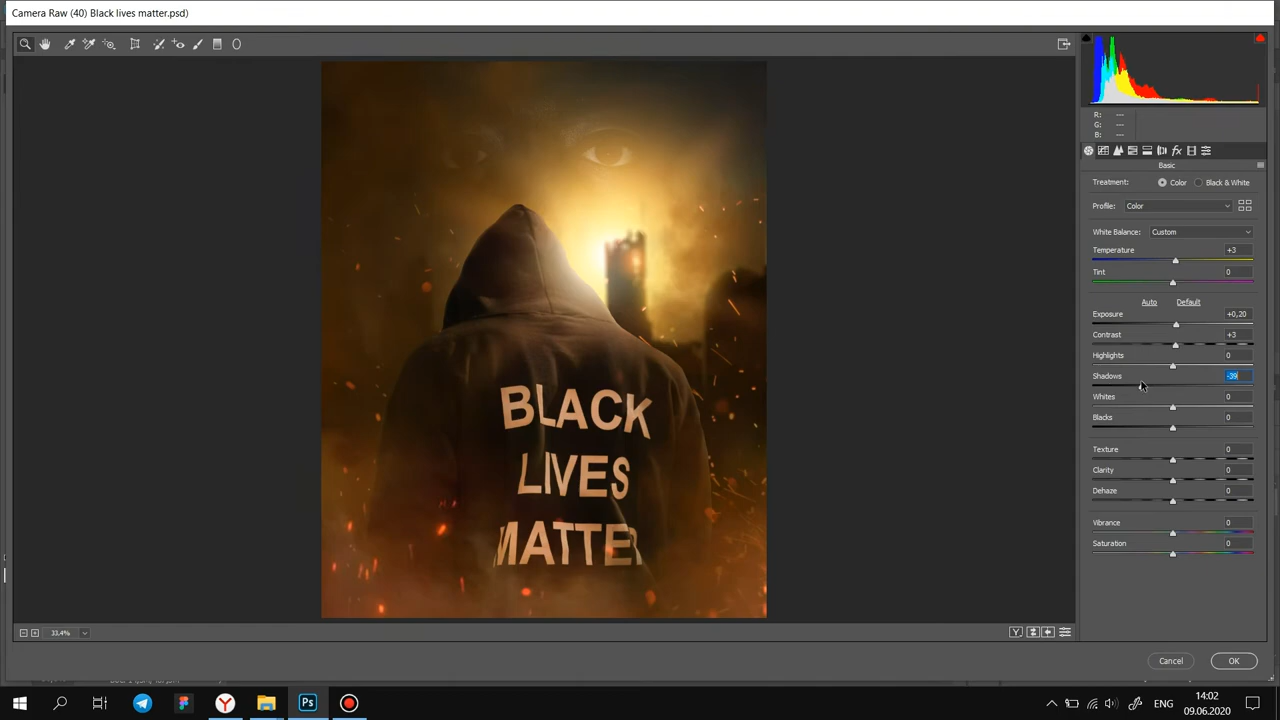 Camera Raw (40) Black lives matter.psd)
R: ---
G: ---
B: ---
Basic
Treatment: Color Black & White
Profile: Color
White Balance: Custom
Temperature +3
Tint 0
Auto Default
Exposure +0,20
Contrast +3
Highlights 0
Shadows -39
Whites 0
Blacks 0
Texture 0
Clarity 0
Dehaze 0
Vibrance 0
Saturation 0
BLACK
LIVES
MATTER
33,4%
Y
Cancel OK
Y
Ps
ENG
14:02
09.06.2020